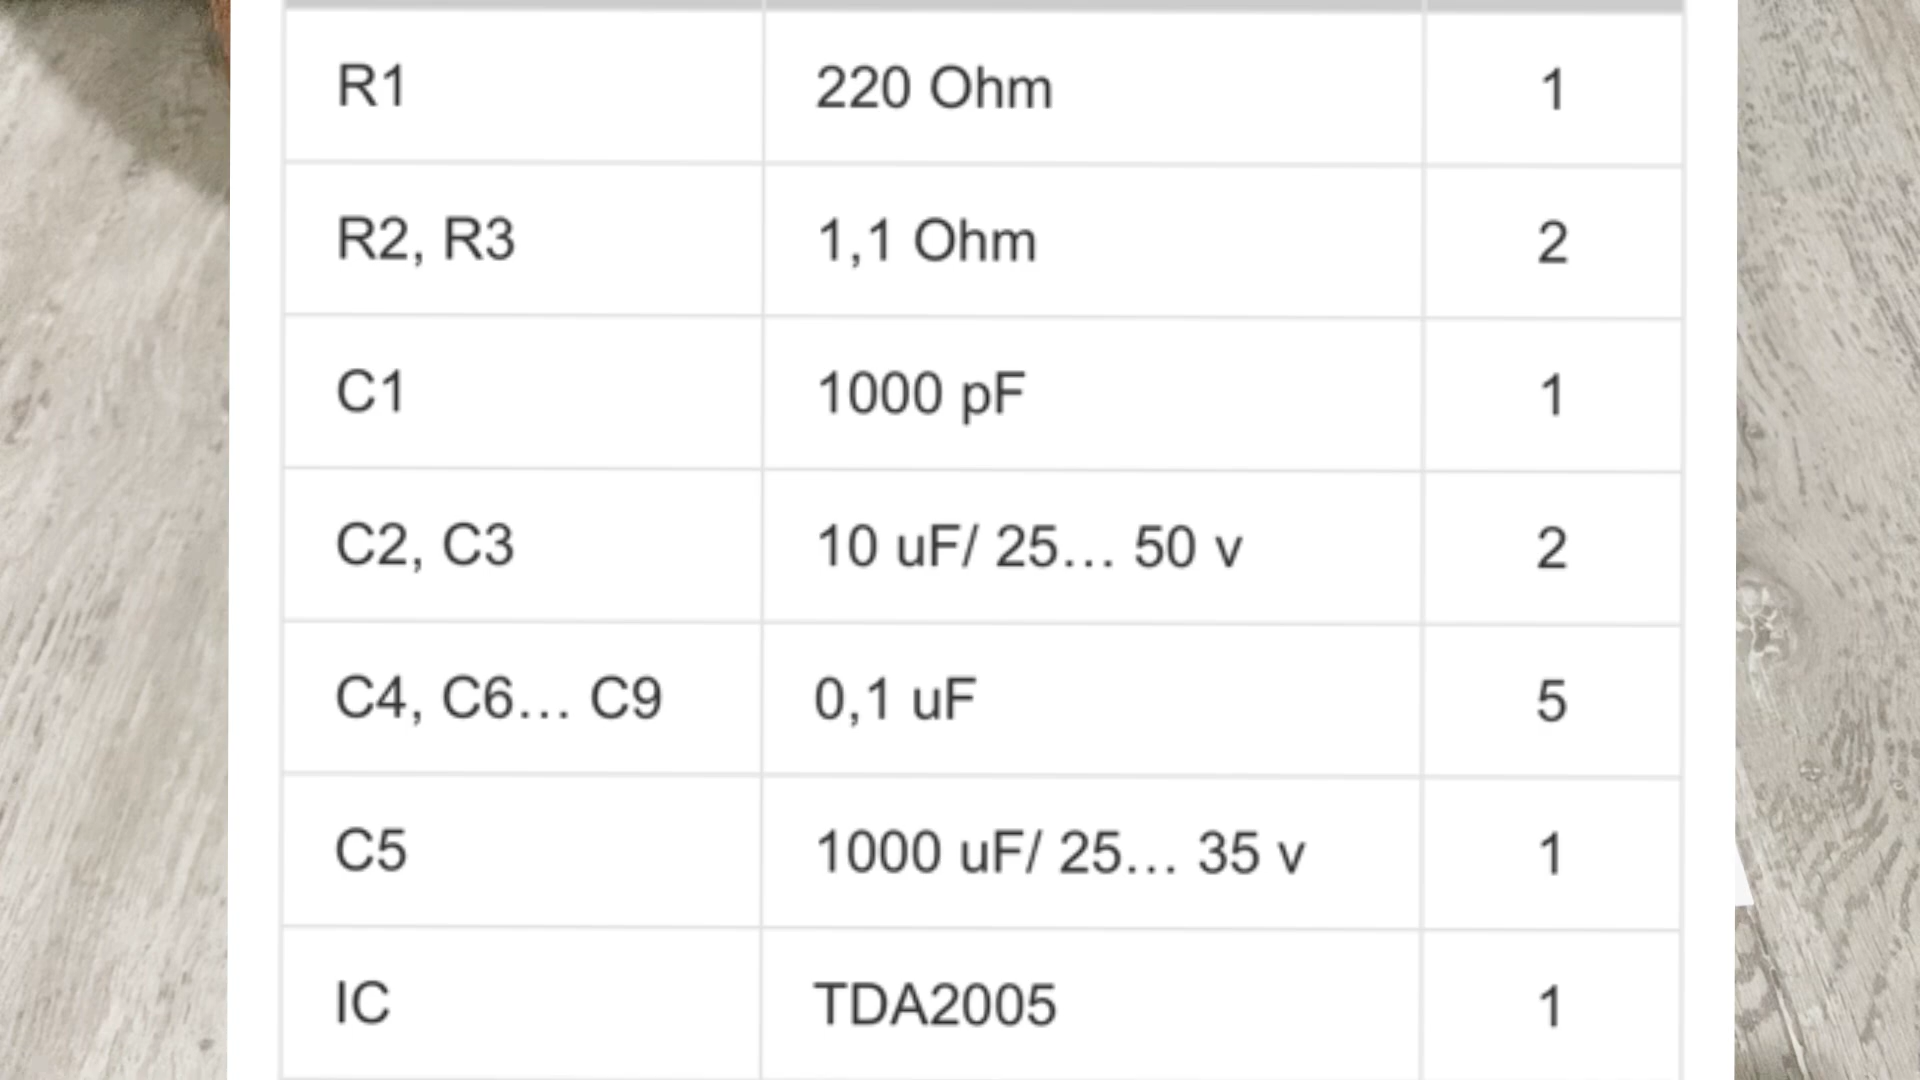 R1 220 Ohm 1
R2, R3 1,1 Ohm 2
C1 1000 pF 1
C2, C3 10 uF/ 25... 50 v 2
C4, C6... C9 0,1 uF 5
C5 1000 uF/ 25... 35 v 1
IC TDA2005 1